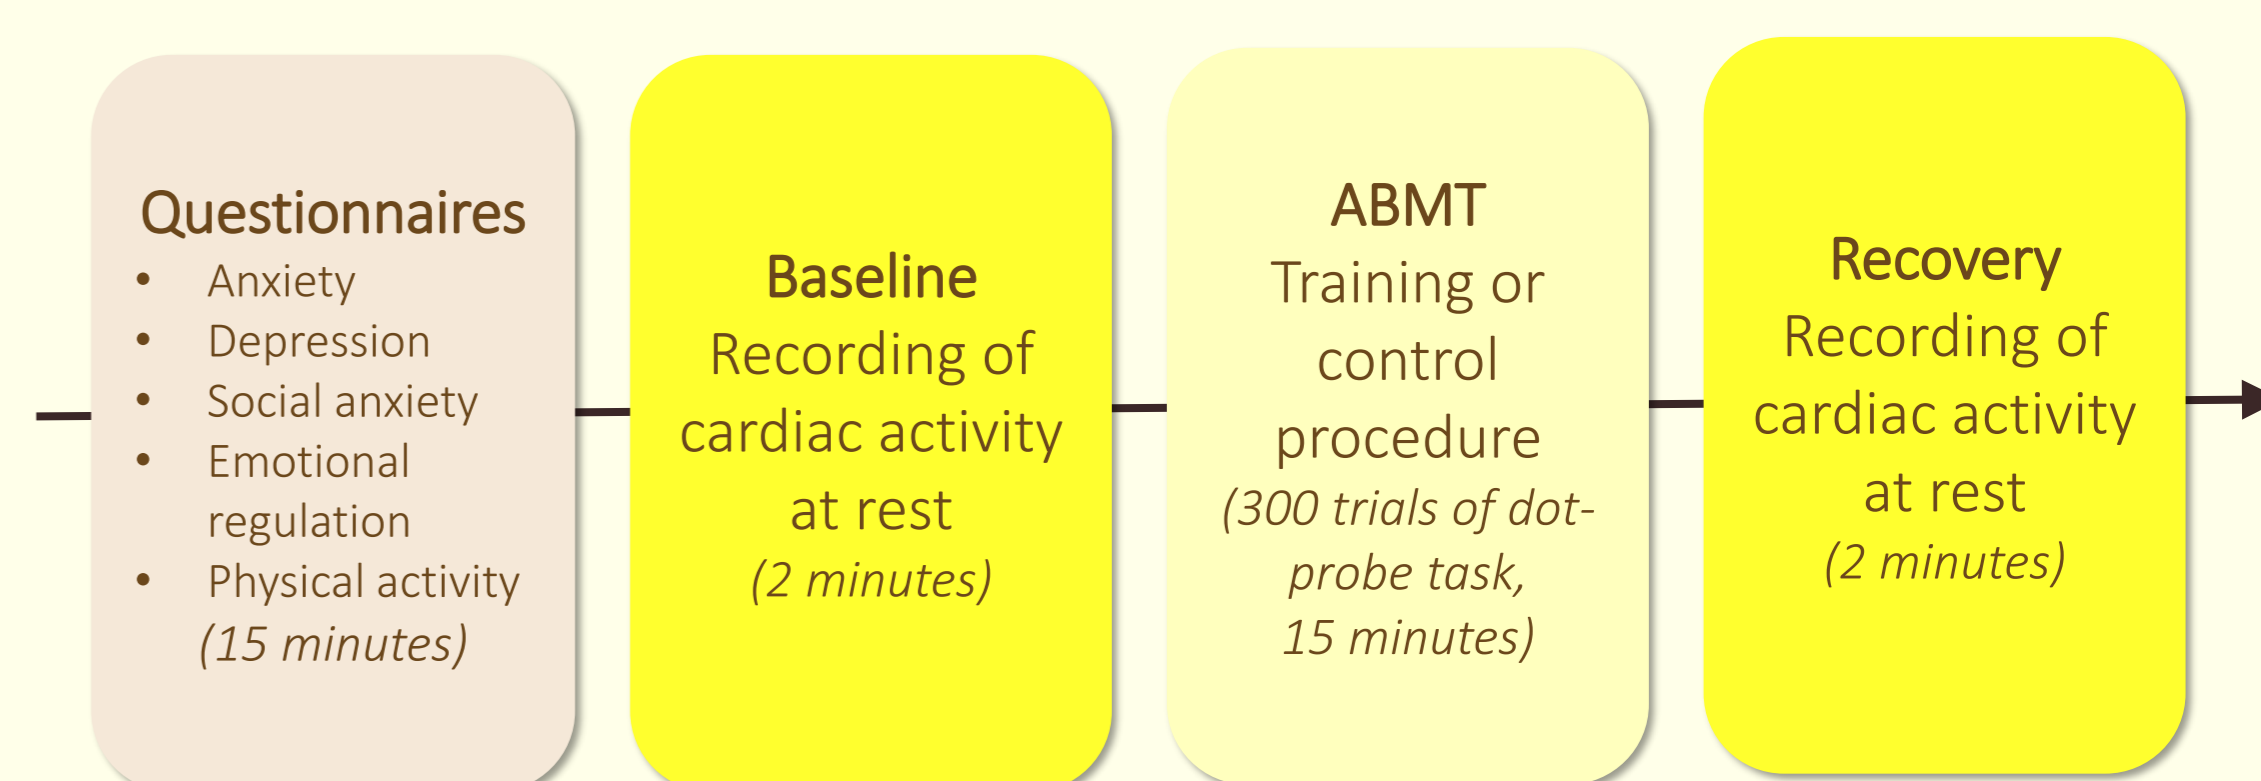 Questionnaires
• Anxiety
• Depression
• Social anxiety
• Emotional
regulation
• Physical activity
(15 minutes)
Baseline
Recording of
cardiac activity
at rest
(2 minutes)
ABMT
Training or
control
procedure
(300 trials of dot-
probe task,
15 minutes)
Recovery
Recording of
cardiac activity
at rest
(2 minutes)